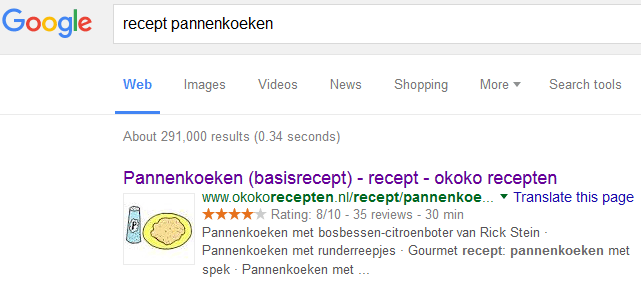 Google recept pannenkoeken
Web Images Videos News Shopping More Search tools
About 291,000 results (0.34 seconds)
Pannenkoeken (basisrecept) - recept - okoko recepten
www.okokorecepten.nl/recept/pannenkoe... Translate this page
Rating: 8/10 - 35 reviews - 30 min
Pannenkoeken met bosbessen-citroenboter van Rick Stein ·
Pannenkoeken met runderreepjes · Gourmet recept: pannenkoeken met
spek · Pannenkoeken met ...